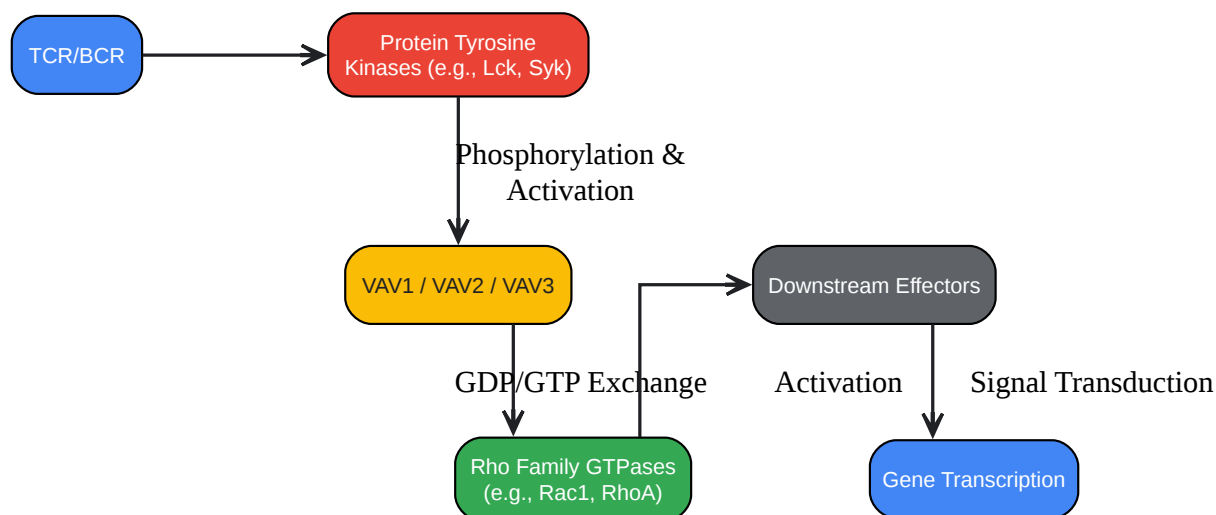 TCR/BCR
Protein Tyrosine
Kinases (e.g., Lck, Syk)
Phosphorylation &
Activation
VAV1 / VAV2 / VAV3
Downstream Effectors
GDP/GTP Exchange
Activation
Signal Transduction
Rho Family GTPases
(e.g., Rac1, RhoA)
Gene Transcription